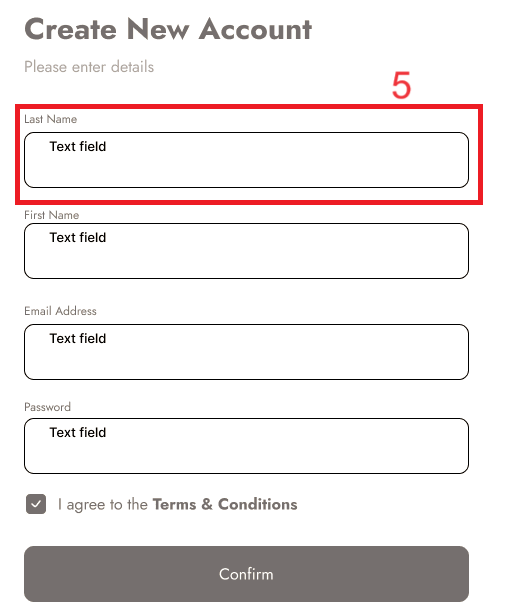 Create New Account
Please enter details
5
Last Name
Text field
First Name
Text field
Email Address
Text field
Password
Text field
I agree to the Terms & Conditions
Confirm